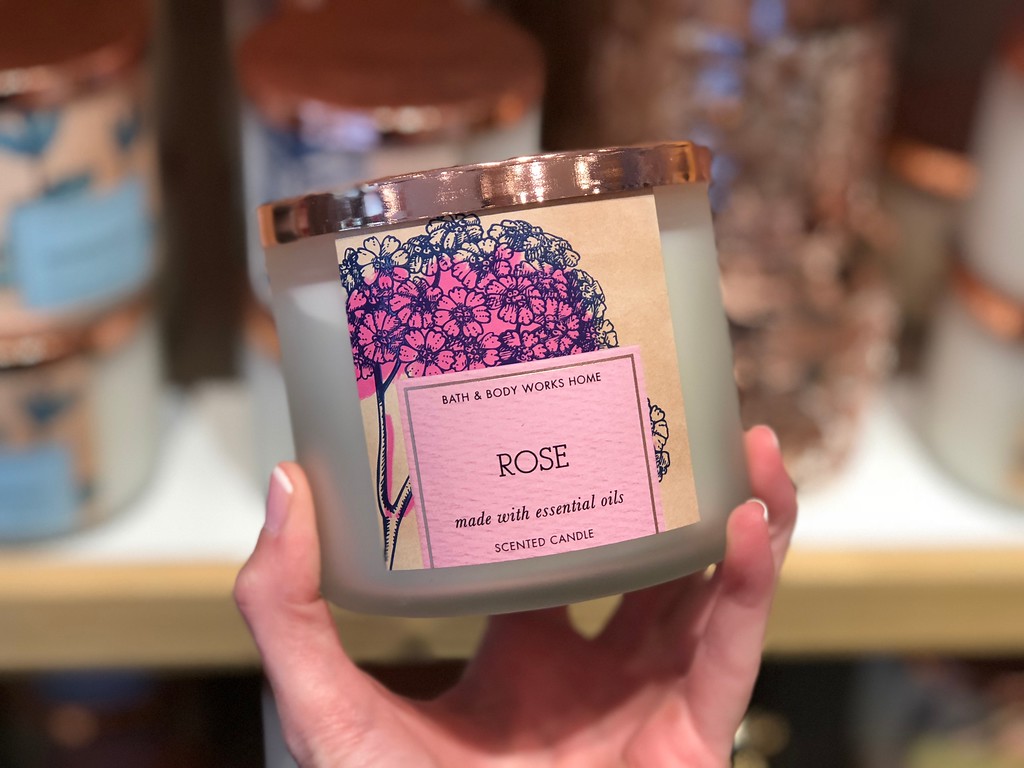 BATH & BODY WORKS HOME
ROSE
made with essential oils
SCENTED CANDLE